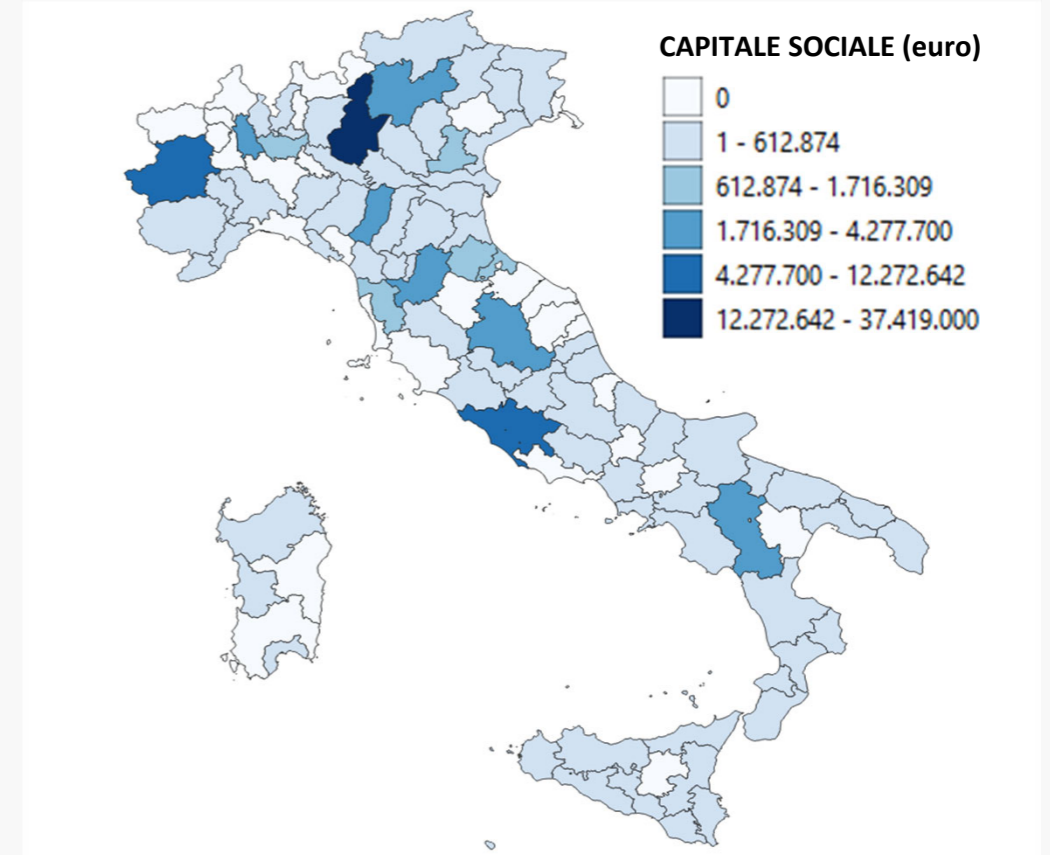 CAPITALE SOCIALE (euro)
0
1 - 612.874
612.874 - 1.716.309
1.716.309 - 4.277.700
4.277.700 - 12.272.642
12.272.642 - 37.419.000